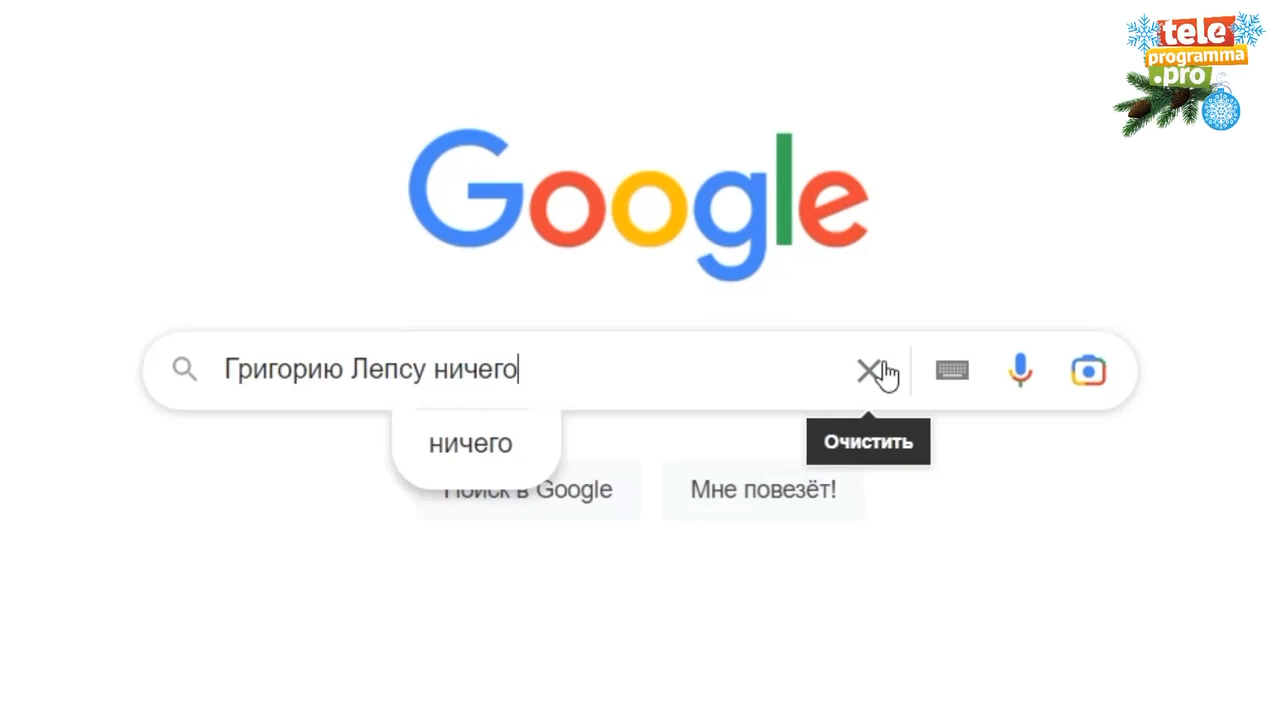 tele
programma
.pro
Google
Григорию Лепсу ничего
ничего
Очистить
Поиск в Google
Мне повезёт!